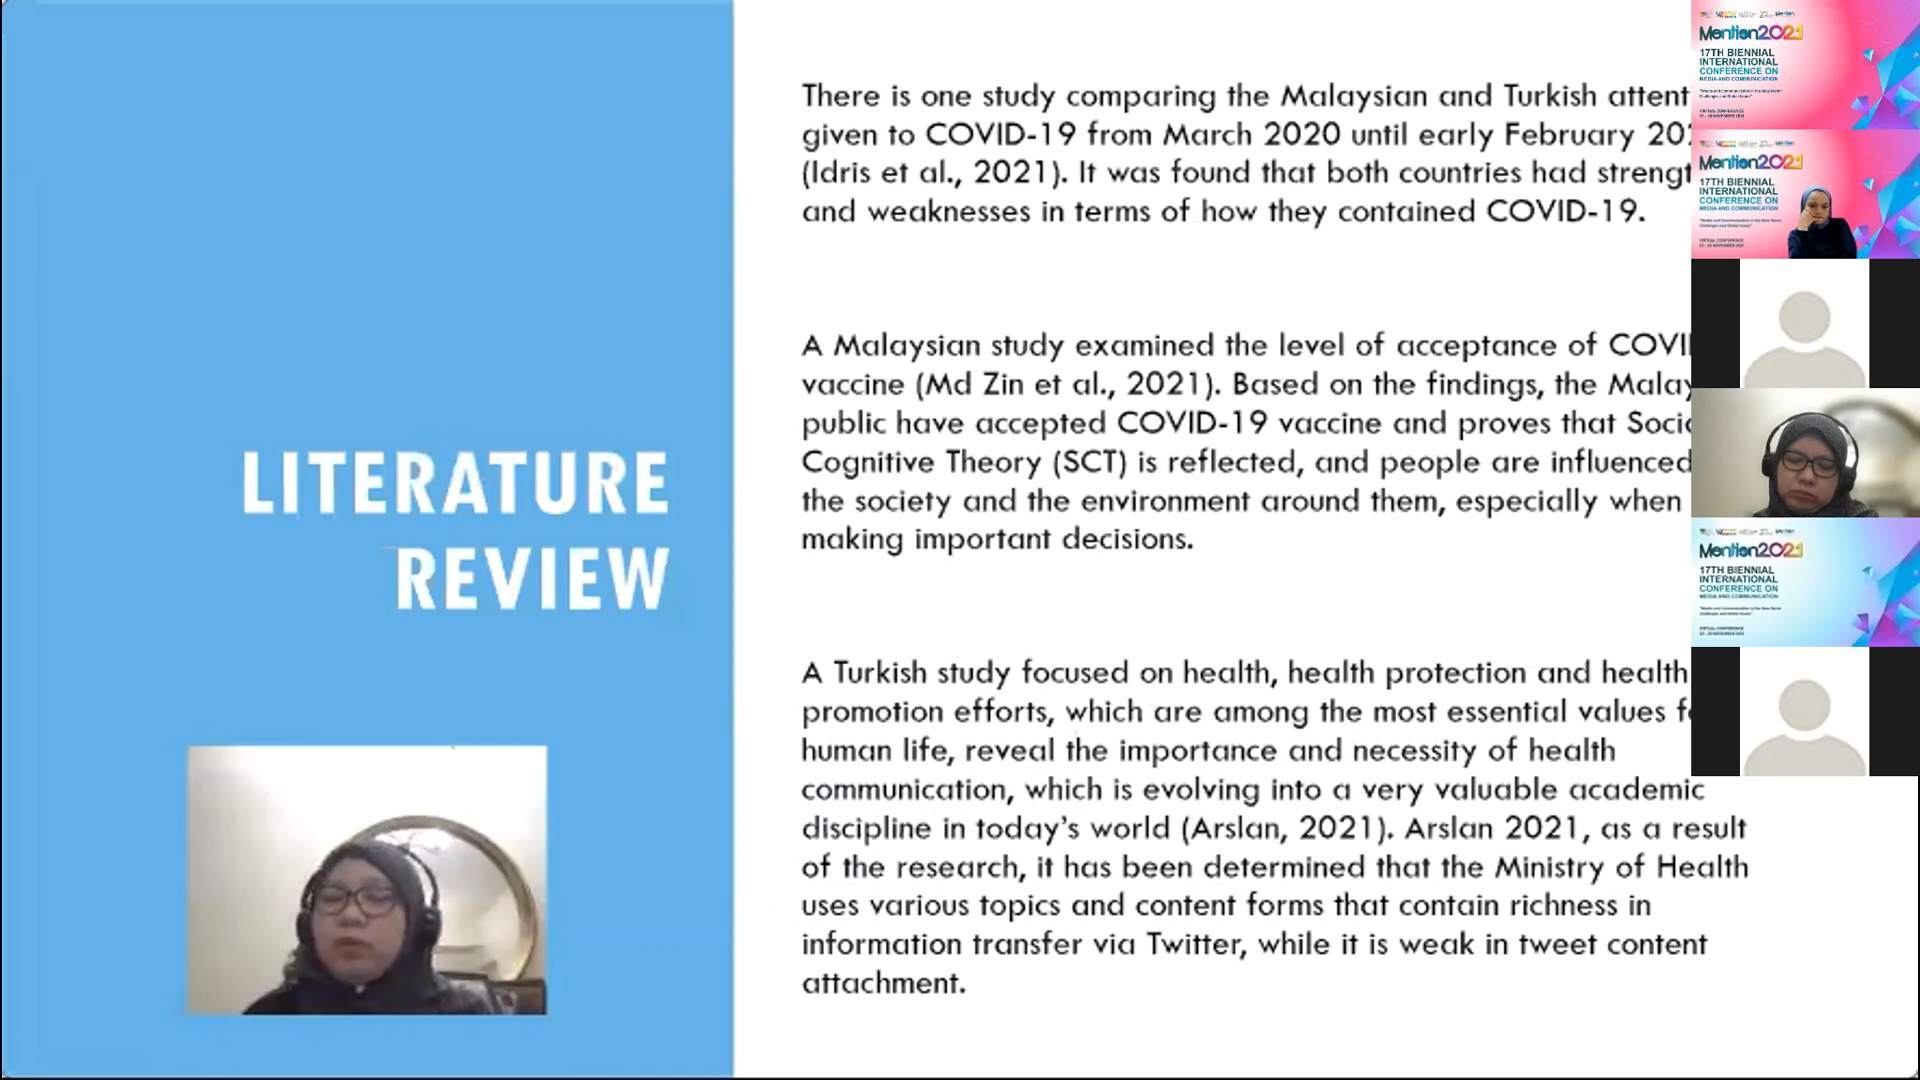 LITERATURE
REVIEW
There is one study comparing the Malaysian and Turkish
given to COVID-19 from March 2020 until early February
(Idris et al., 2021). It was found that both countries had
and weaknesses in terms of how they contained COVID-19.
A Malaysian study examined the level of acceptance of
vaccine (Md Zin et al., 2021). Based on the findings, the
public have accepted COVID-19 vaccine and proves that
Cognitive Theory (SCT) is reflected, and people are influenced
the society and the environment around them, especially when
making important decisions.
A Turkish study focused on health, health protection and health
promotion efforts, which are among the most essential values
human life, reveal the importance and necessity of health
communication, which is evolving into a very valuable academic
discipline in today's world (Arslan, 2021). Arslan 2021, as a result
of the research, it has been determined that the Ministry of Health
uses various topics and content forms that contain richness in
information transfer via Twitter, while it is weak in tweet content
attachment.
Mention2021
17TH BIENNIAL
INTERNATIONAL
CONFERENCE ON
MEDIA AND COMMUNICATION
Mention2021
17TH BIENNIAL
INTERNATIONAL
CONFERENCE ON
MEDIA AND COMMUNICATION
Mention2021
17TH BIENNIAL
INTERNATIONAL
CONFERENCE ON
MEDIA AND COMMUNICATION